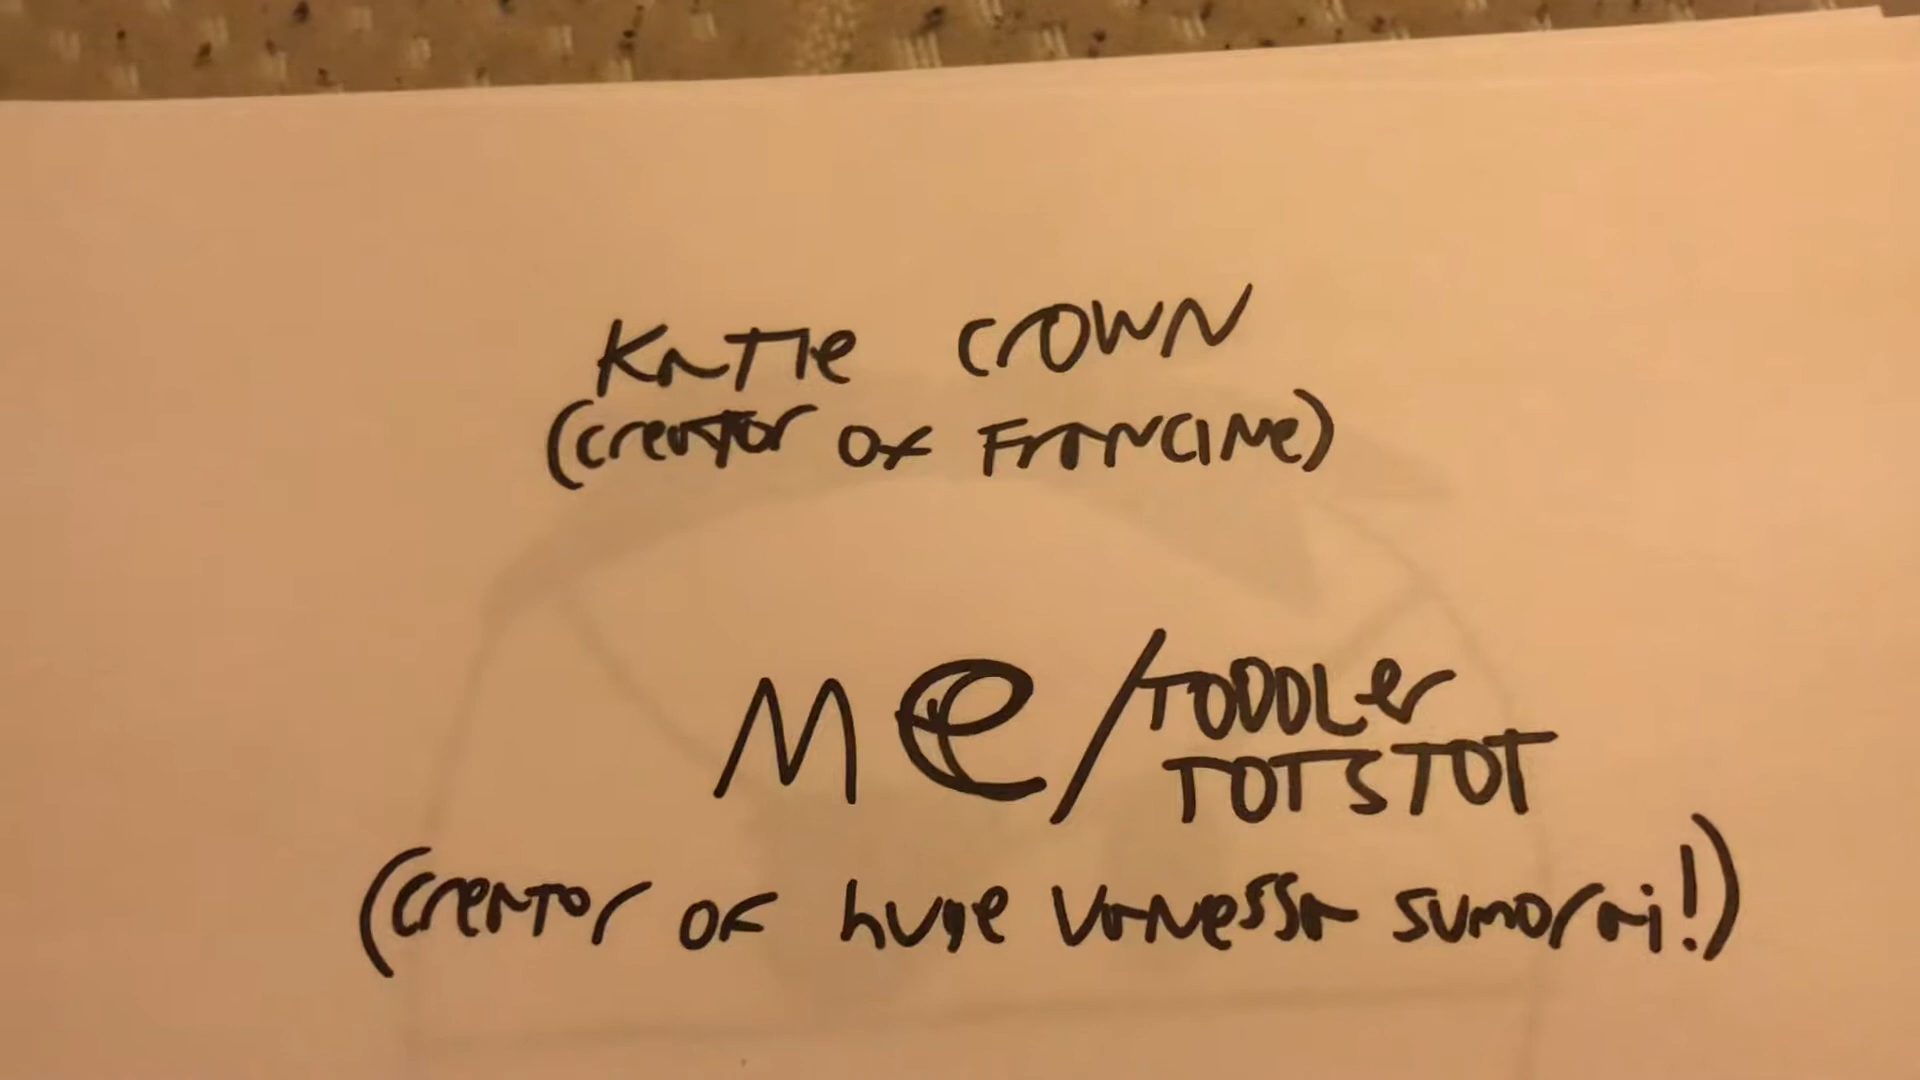 KATIE CROWN
(creator of FrANCINe)
Me/TODDLer
TOTSTOT
(creator of huge Vanessa sumorai!)